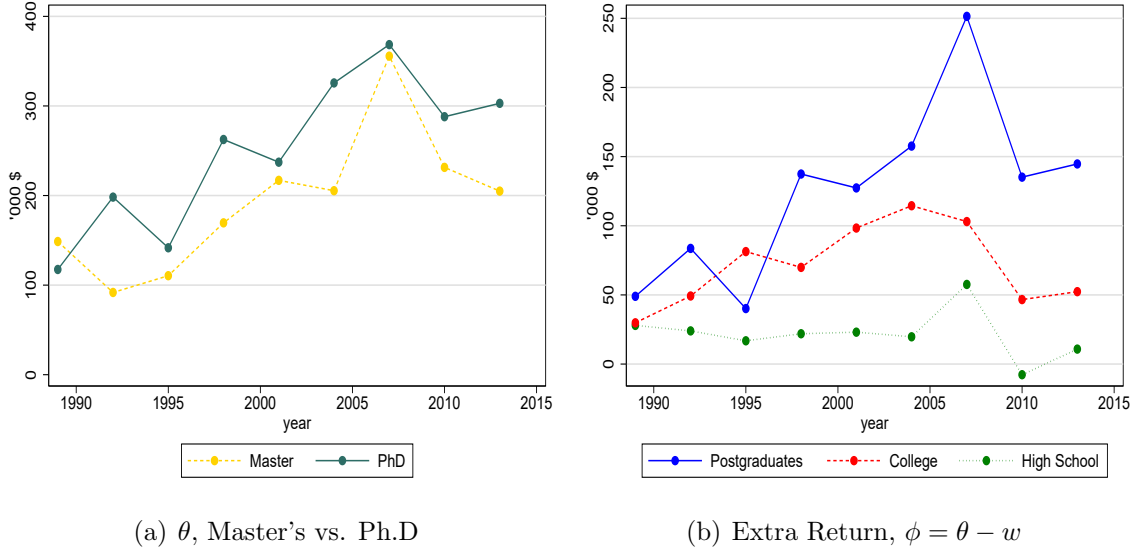 400
300
200
100
0
'000 $
1990 1995 2000 2005 2010 2015
year
Master PhD
(a) θ, Master's vs. Ph.D
250
200
150
100
50
0
'000 $
1990 1995 2000 2005 2010 2015
year
Postgraduates College High School
(b) Extra Return, ϕ = θ − w